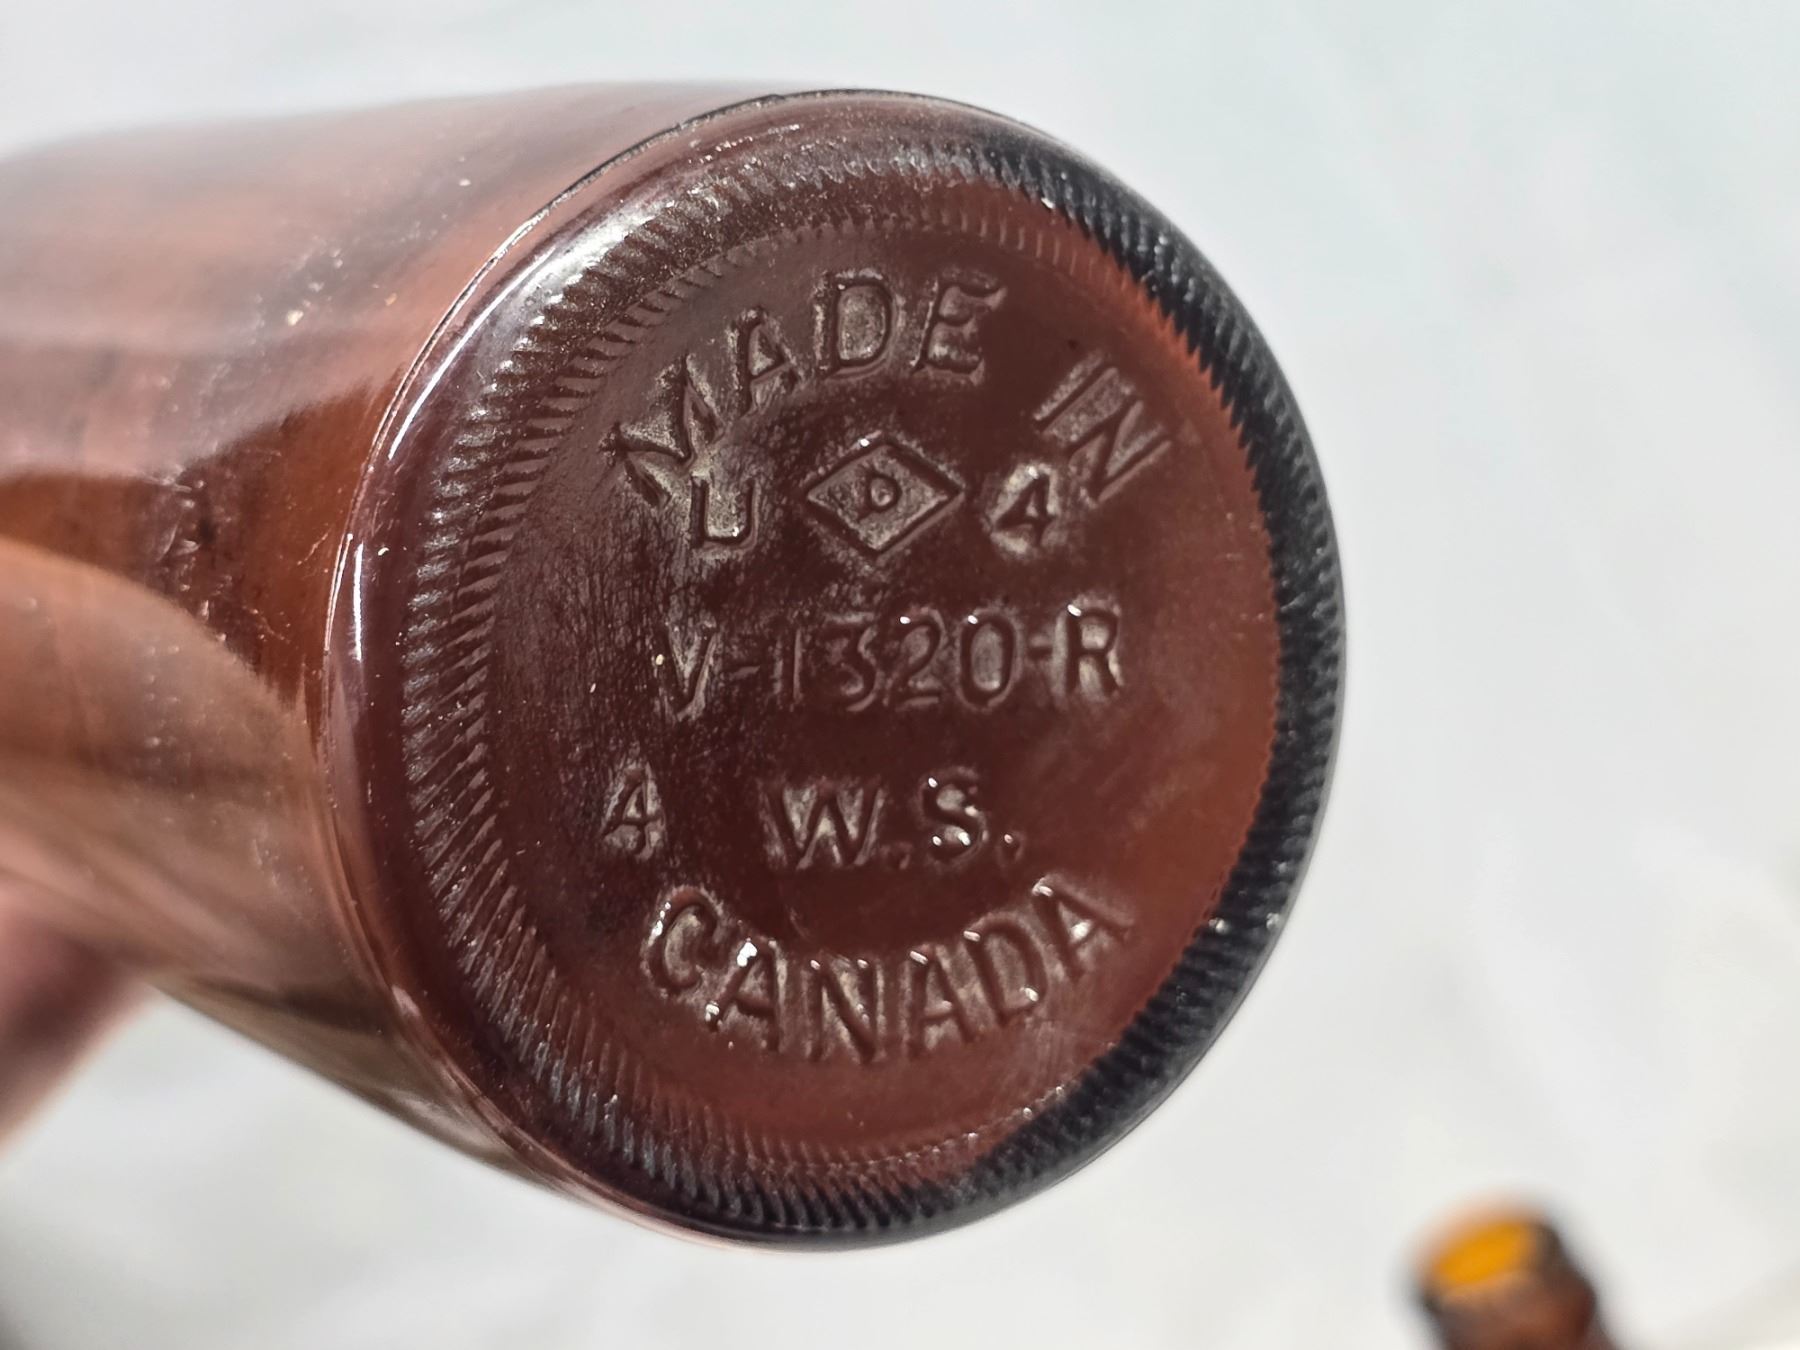 MADE IN
U D 4
V-1320-R
4 W.S.
CANADA